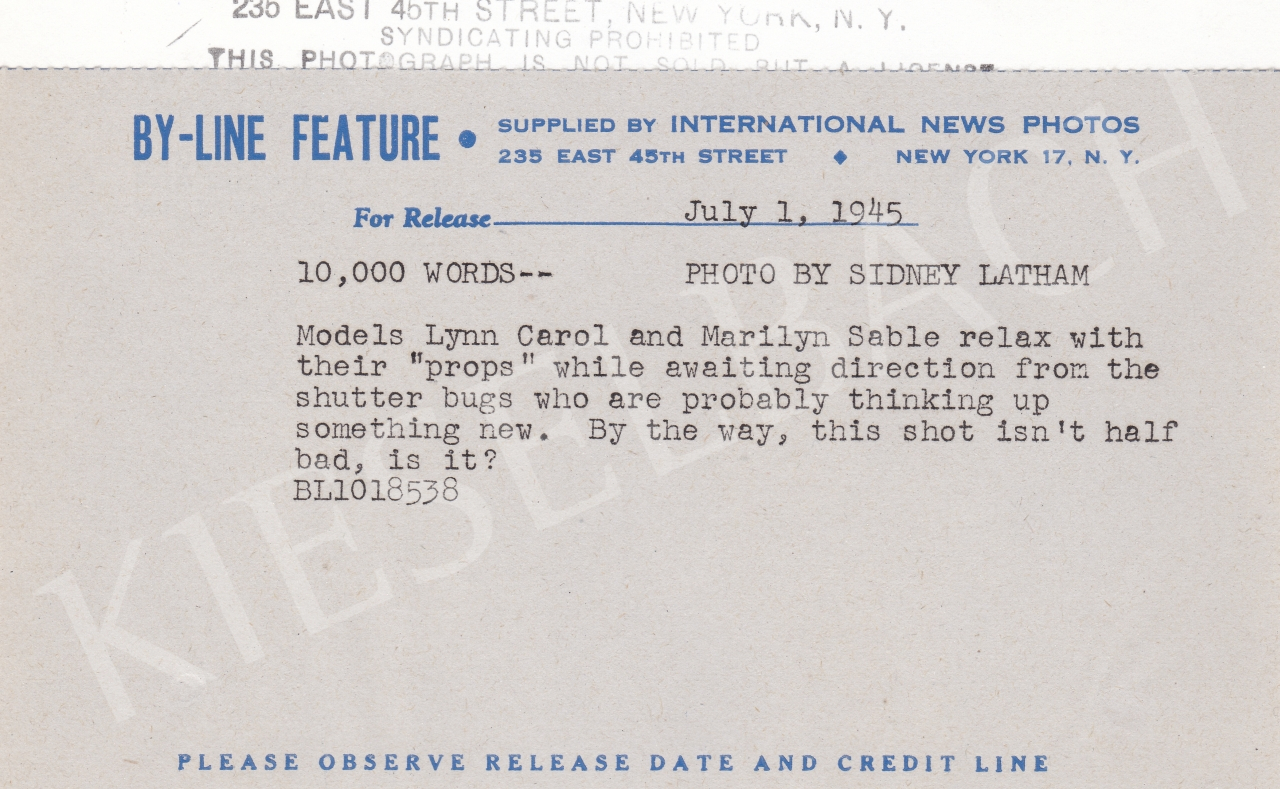 235 EAST 45TH STREET, NEW YORK, N. Y.
SYNDICATING PROHIBITED
THIS PHOTOGRAPH IS NOT SOLD BUT A LICENSE
BY-LINE FEATURE • SUPPLIED BY INTERNATIONAL NEWS PHOTOS
235 EAST 45TH STREET ♦ NEW YORK 17, N. Y.
For Release July 1, 1945
10,000 WORDS-- PHOTO BY SIDNEY LATHAM
Models Lynn Carol and Marilyn Sable relax with
their "props" while awaiting direction from the
shutter bugs who are probably thinking up
something new. By the way, this shot isn't half
bad, is it?
BL1018538
KIESELBACH
PLEASE OBSERVE RELEASE DATE AND CREDIT LINE